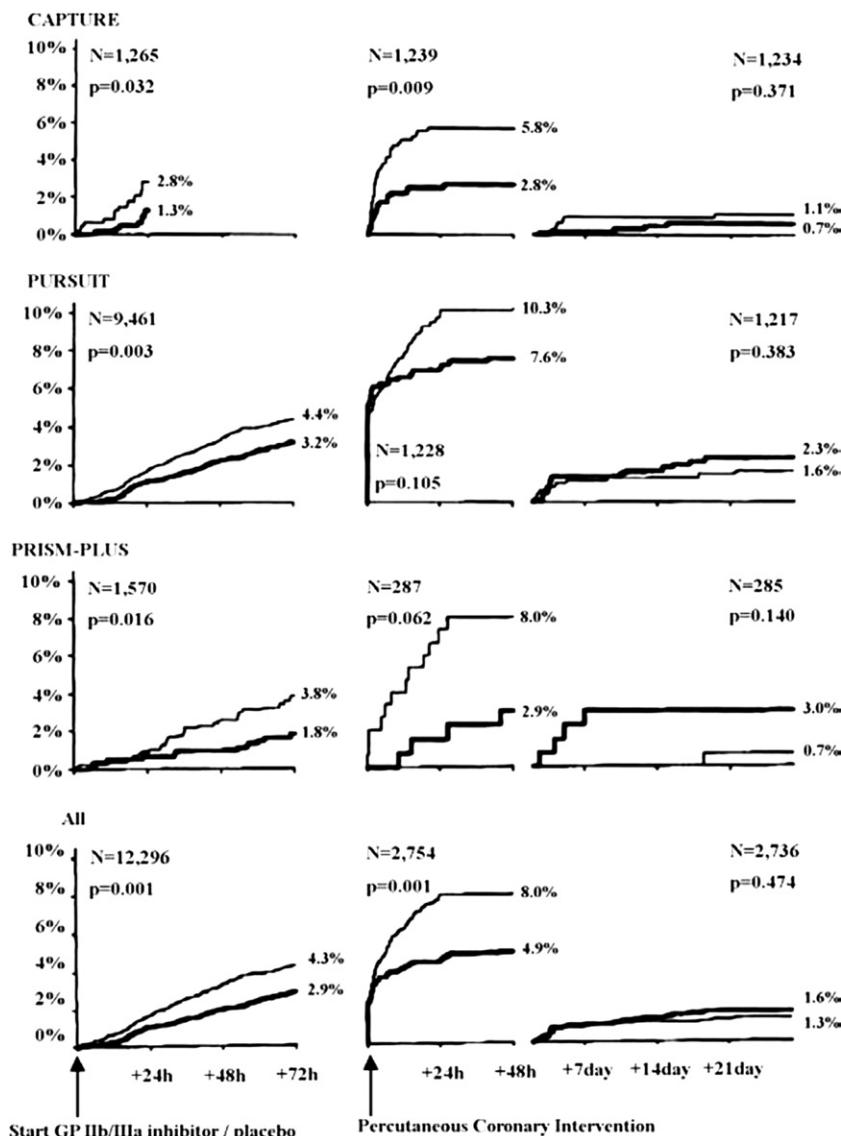 CAPTURE
10%
8%
6%
4%
2%
0%
N=1,265
p=0.032
2.8%
1.3%
N=1,239
p=0.009
5.8%
2.8%
N=1,234
p=0.371
1.1%
0.7%
PURSUIT
10%
8%
6%
4%
2%
0%
N=9,461
p=0.003
4.4%
3.2%
10.3%
7.6%
N=1,228
p=0.105
N=1,217
p=0.383
2.3%
1.6%
PRISM-PLUS
10%
8%
6%
4%
2%
0%
N=1,570
p=0.016
3.8%
1.8%
N=287
p=0.062
8.0%
2.9%
N=285
p=0.140
3.0%
0.7%
All
10%
8%
6%
4%
2%
0%
N=12,296
p=0.001
4.3%
2.9%
N=2,754
p=0.001
8.0%
4.9%
N=2,736
p=0.474
1.6%
1.3%
+24h +48h +72h
+24h +48h
+7day +14day +21day
Start GP IIb/IIIa inhibitor / placebo
Percutaneous Coronary Intervention